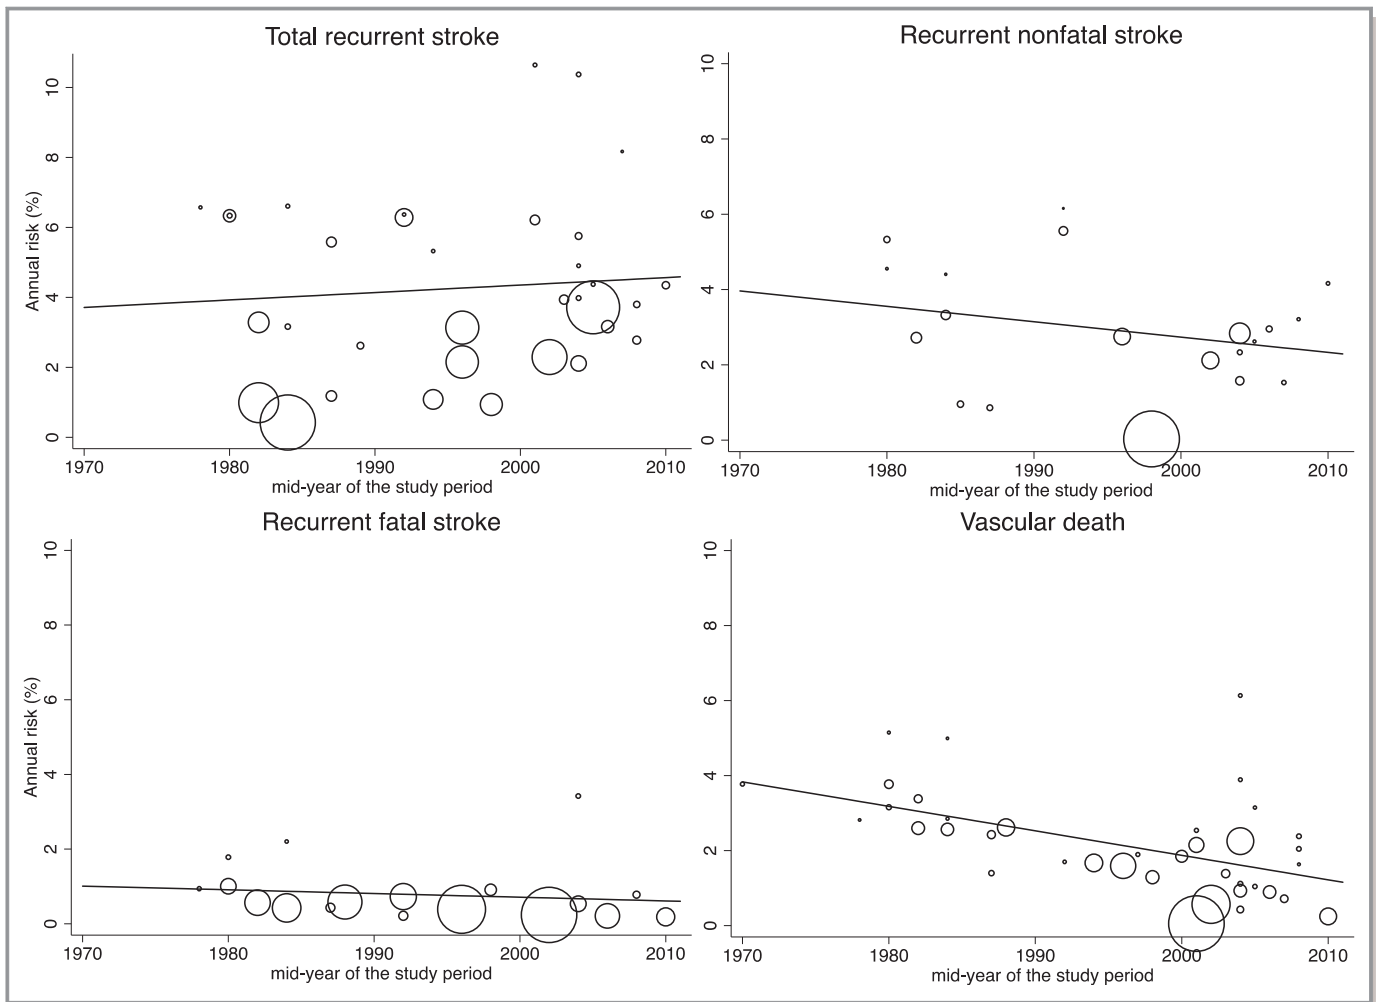 Total recurrent stroke
Annual risk (%)
10
8
6
4
2
0
1970 1980 1990 2000 2010
mid-year of the study period
Recurrent nonfatal stroke
10
8
6
4
2
0
1970 1980 1990 2000 2010
mid-year of the study period
Recurrent fatal stroke
Annual risk (%)
10
8
6
4
2
0
1970 1980 1990 2000 2010
mid-year of the study period
Vascular death
10
8
6
4
2
0
1970 1980 1990 2000 2010
mid-year of the study period